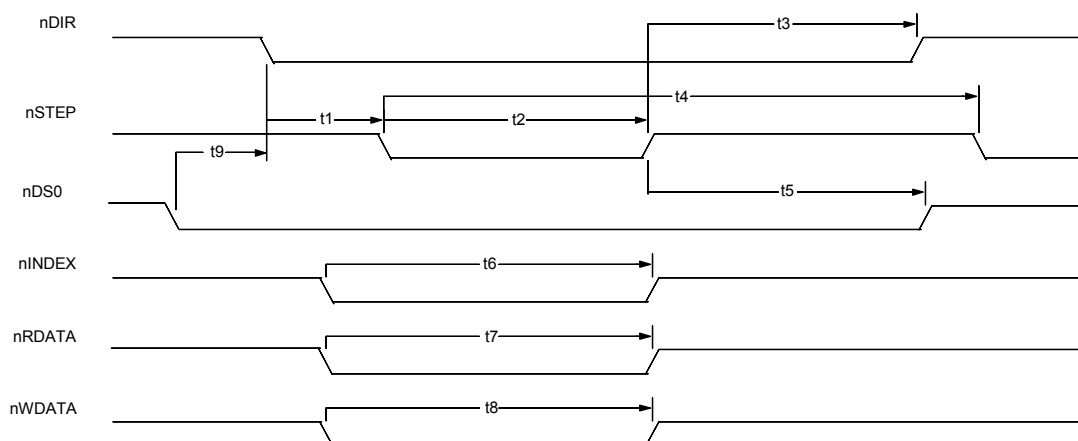 nDIR
t3
t4
nSTEP
t1
t2
t9
nDS0
t5
nINDEX
t6
nRDATA
t7
nWDATA
t8